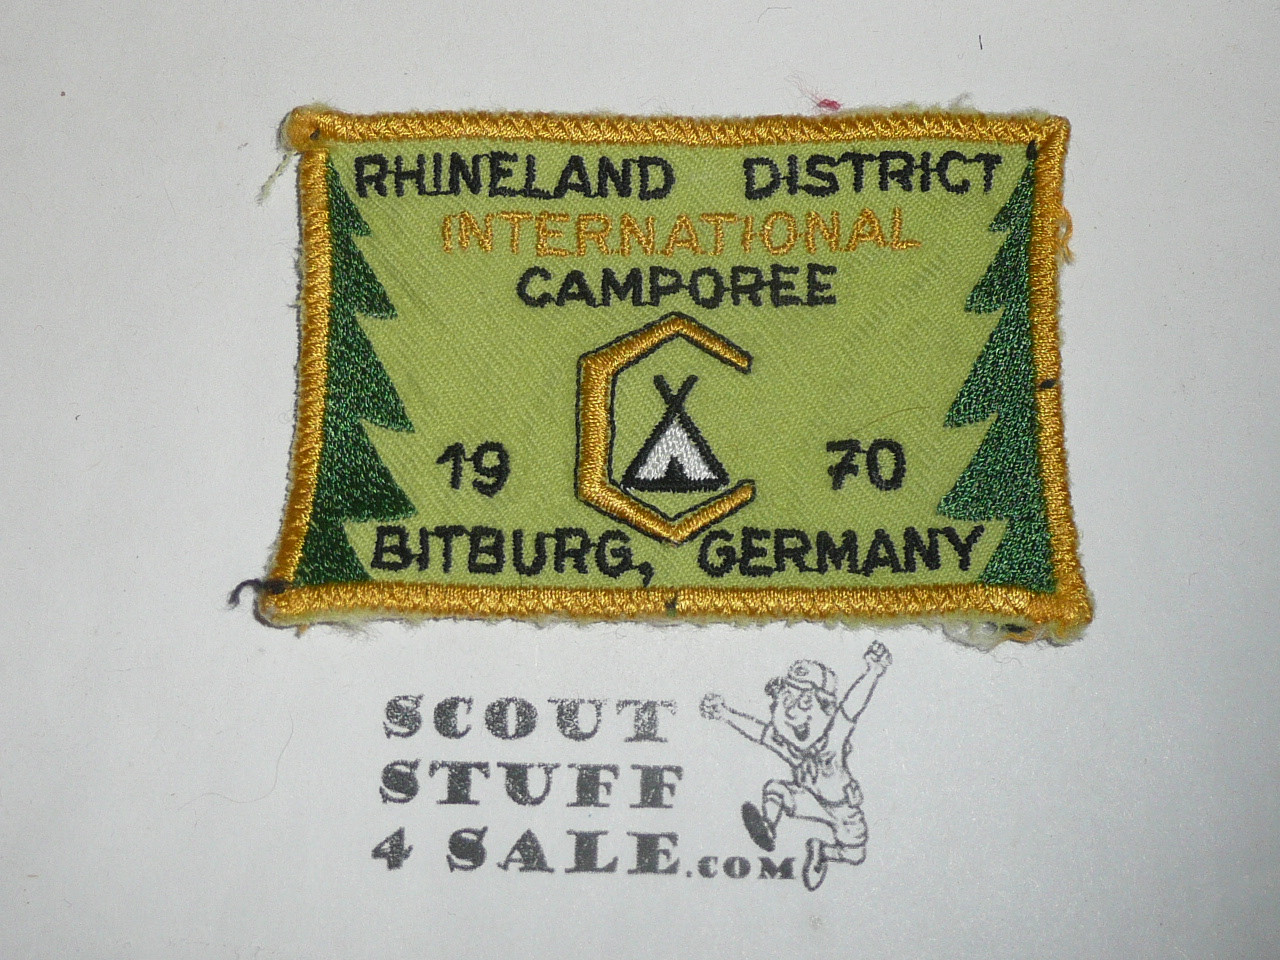 RHINELAND DISTRICT
INTERNATIONAL
CAMPOREE
19 70
BITBURG, GERMANY
SCOUT
STUFF
4 SALE.COM